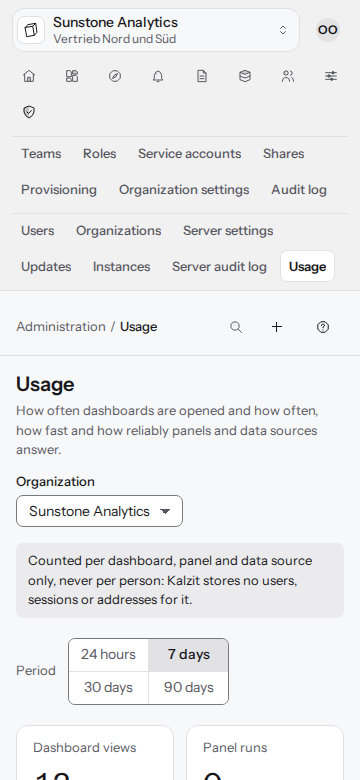 Sunstone Analytics
Vertrieb Nord und Süd
OO
Teams Roles Service accounts Shares
Provisioning Organization settings Audit log
Users Organizations Server settings
Updates Instances Server audit log Usage
Administration / Usage
Usage
How often dashboards are opened and how often,
how fast and how reliably panels and data sources
answer.
Organization
Sunstone Analytics
Counted per dashboard, panel and data source
only, never per person: Kalzit stores no users,
sessions or addresses for it.
Period
24 hours 7 days
30 days 90 days
Dashboard views Panel runs